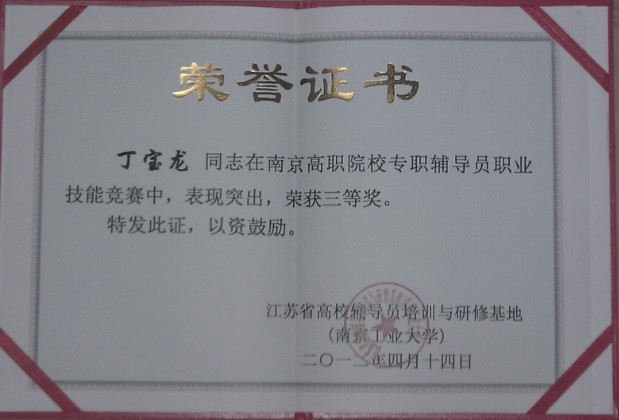 荣誉证书
丁宝龙 同志在南京高职院校专职辅导员职业
技能竞赛中，表现突出，荣获三等奖。
特发此证，以资鼓励。
江苏省高校辅导员培训与研修基地
(南京工业大学)
二〇一二年四月十四日